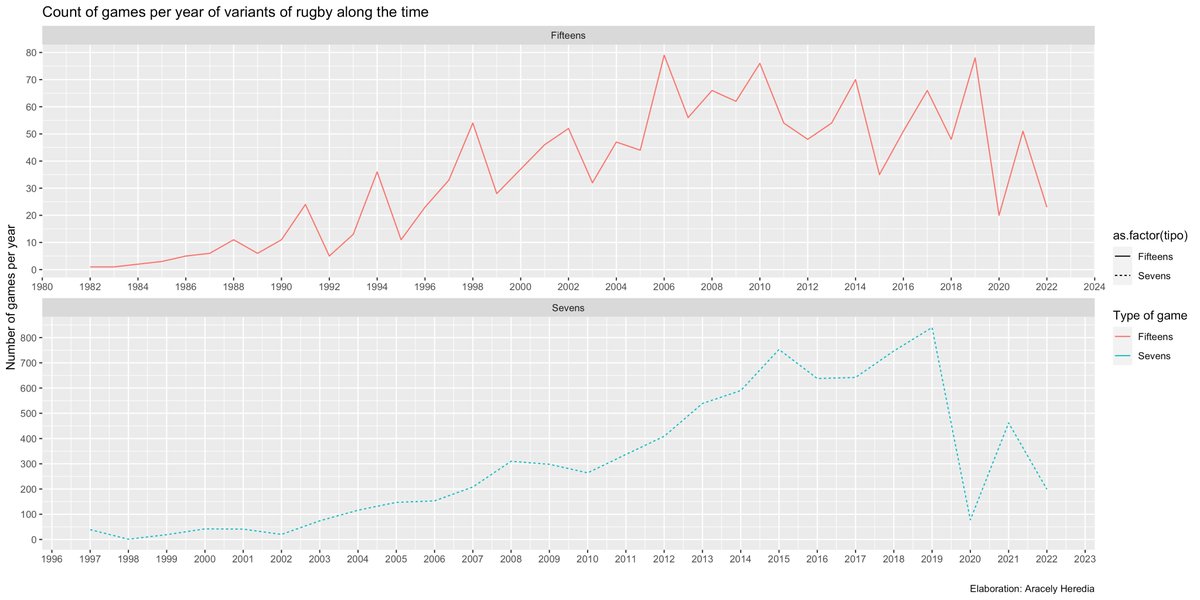 Count of games per year of variants of rugby along the time
Fifteens
80
70
60
50
40
30
20
10
0
1980 1982 1984 1986 1988 1990 1992 1994 1996 1998 2000 2002 2004 2006 2008 2010 2012 2014 2016 2018 2020 2022 2024
Number of games per year
Sevens
800
700
600
500
400
300
200
100
0
1996 1997 1998 1999 2000 2001 2002 2003 2004 2005 2006 2007 2008 2009 2010 2011 2012 2013 2014 2015 2016 2017 2018 2019 2020 2021 2022 2023
as.factor(tipo)
Fifteens
Sevens
Type of game
Fifteens
Sevens
Elaboration: Aracely Heredia